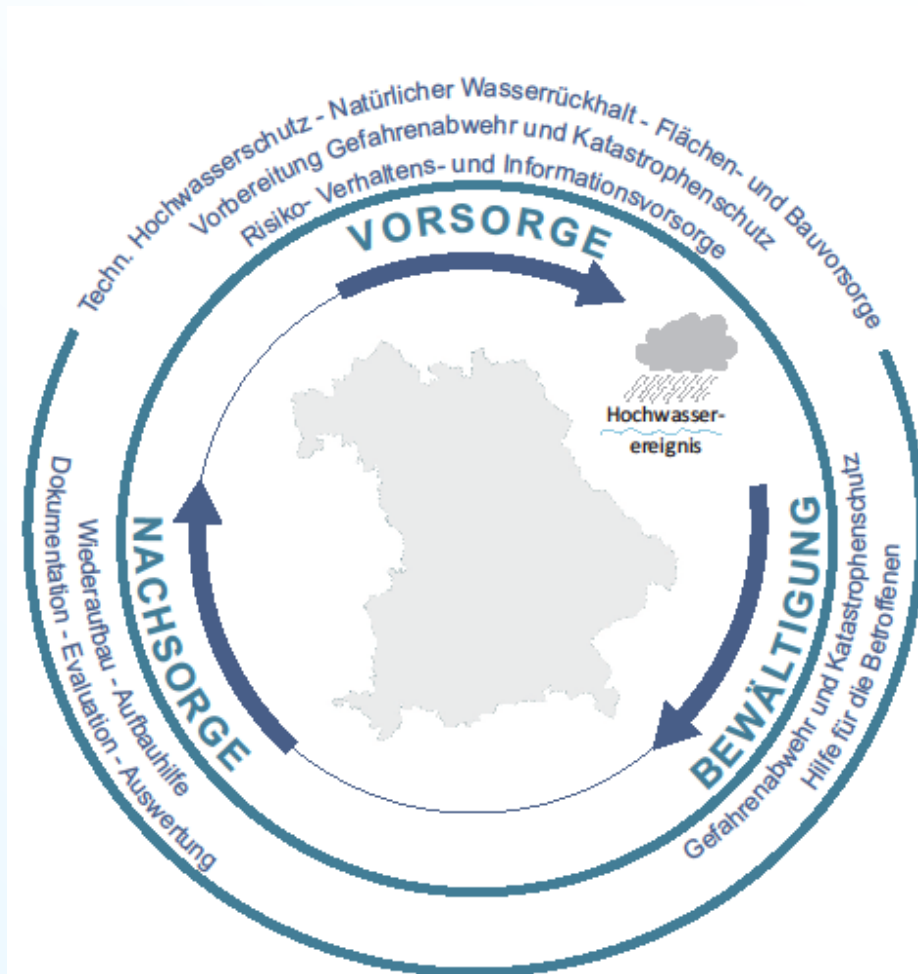 Techn. Hochwasserschutz - Natürlicher Wasserrückhalt - Flächen- und Bauvorsorge
Vorbereitung Gefahrenabwehr und Katastrophenschutz
Risiko- Verhaltens- und Informationsvorsorge
VORSORGE
Hochwasser-
ereignis
BEWÄLTIGUNG
Gefahrenabwehr und Katastrophenschutz
Hilfe für die Betroffenen
NACHSORGE
Wiederaufbau - Aufbauhilfe
Dokumentation - Evaluation - Auswertung